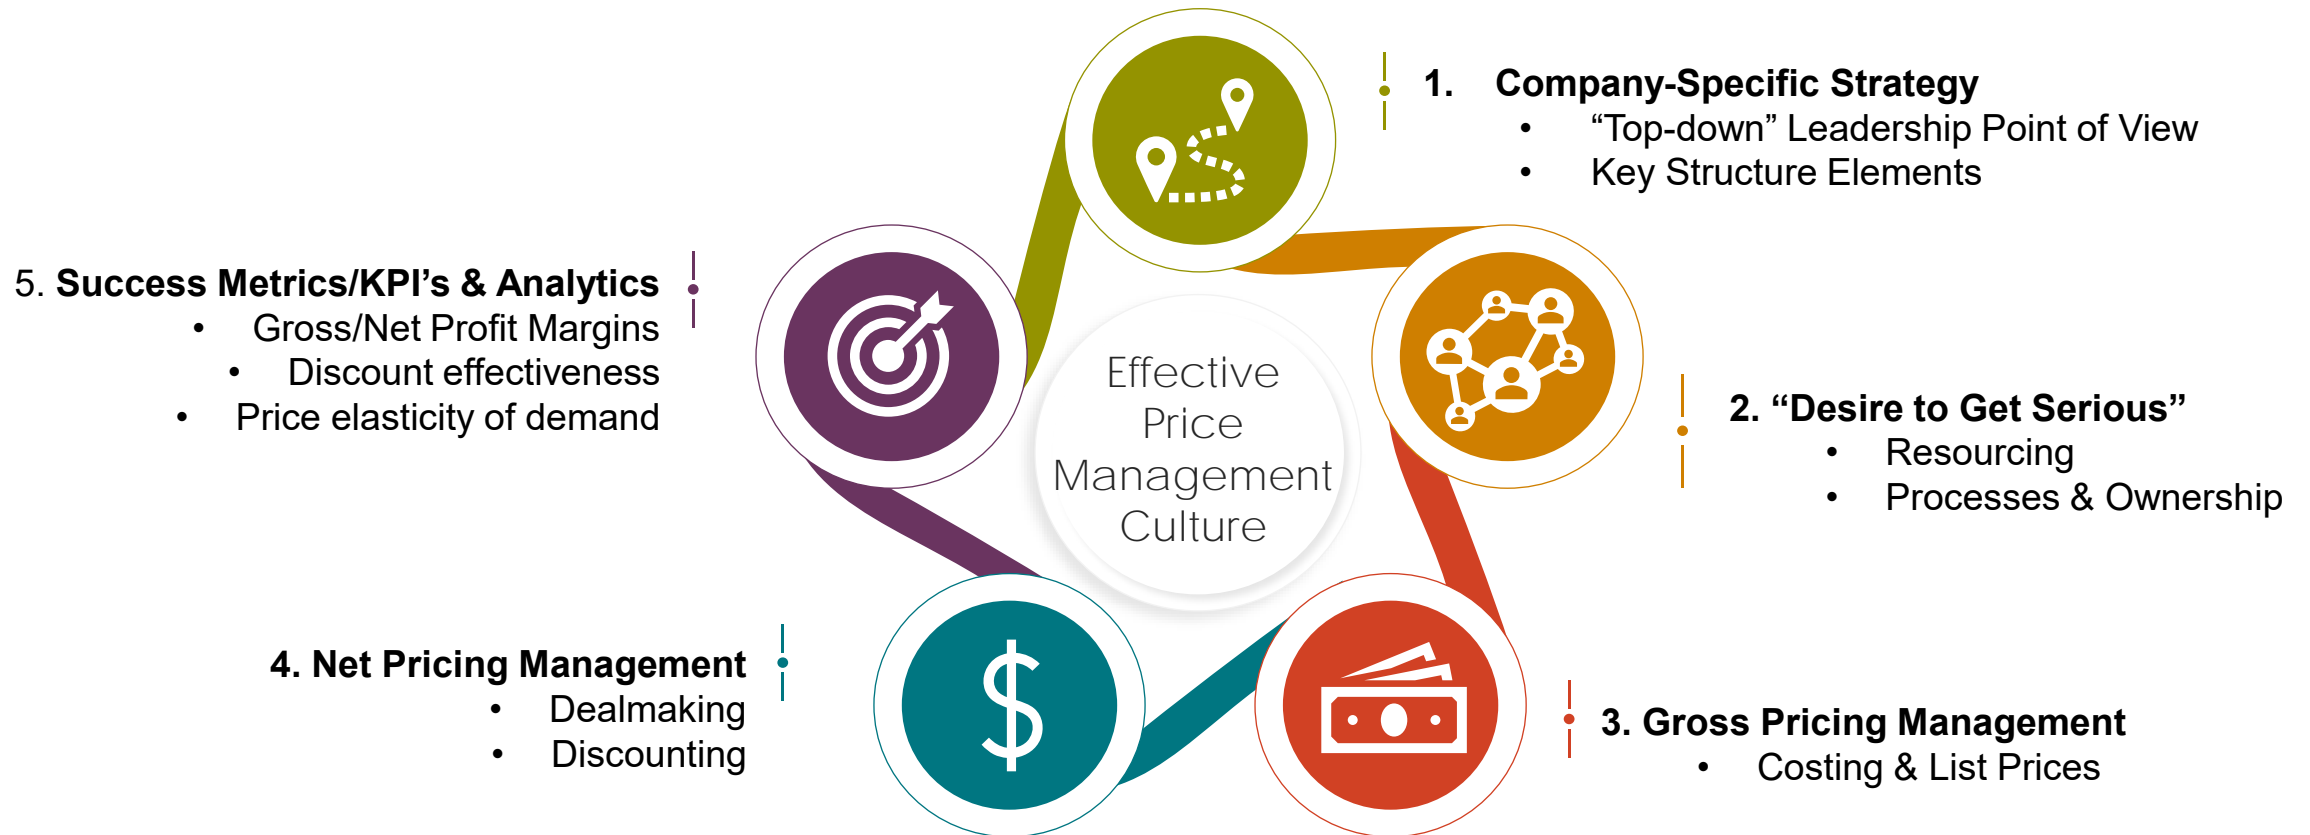 1. Company-Specific Strategy
• “Top-down” Leadership Point of View
• Key Structure Elements
2. “Desire to Get Serious”
• Resourcing
• Processes & Ownership
3. Gross Pricing Management
• Costing & List Prices
4. Net Pricing Management
• Dealmaking
• Discounting
5. Success Metrics/KPI’s & Analytics
• Gross/Net Profit Margins
• Discount effectiveness
• Price elasticity of demand
Effective
Price
Management
Culture